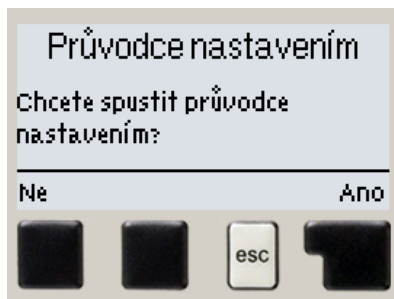 Průvodce nastavením
Chcete spustit průvodce
nastavením?
Ne Ano
esc